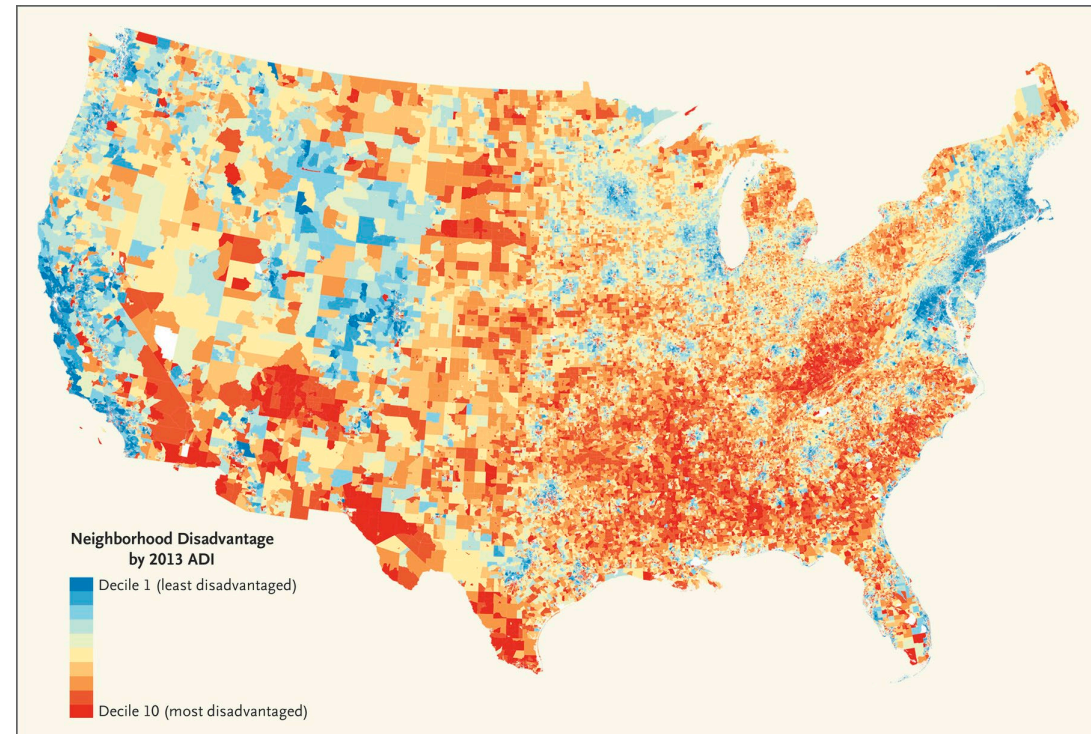 Neighborhood Disadvantage
by 2013 ADI
Decile 1 (least disadvantaged)
Decile 10 (most disadvantaged)